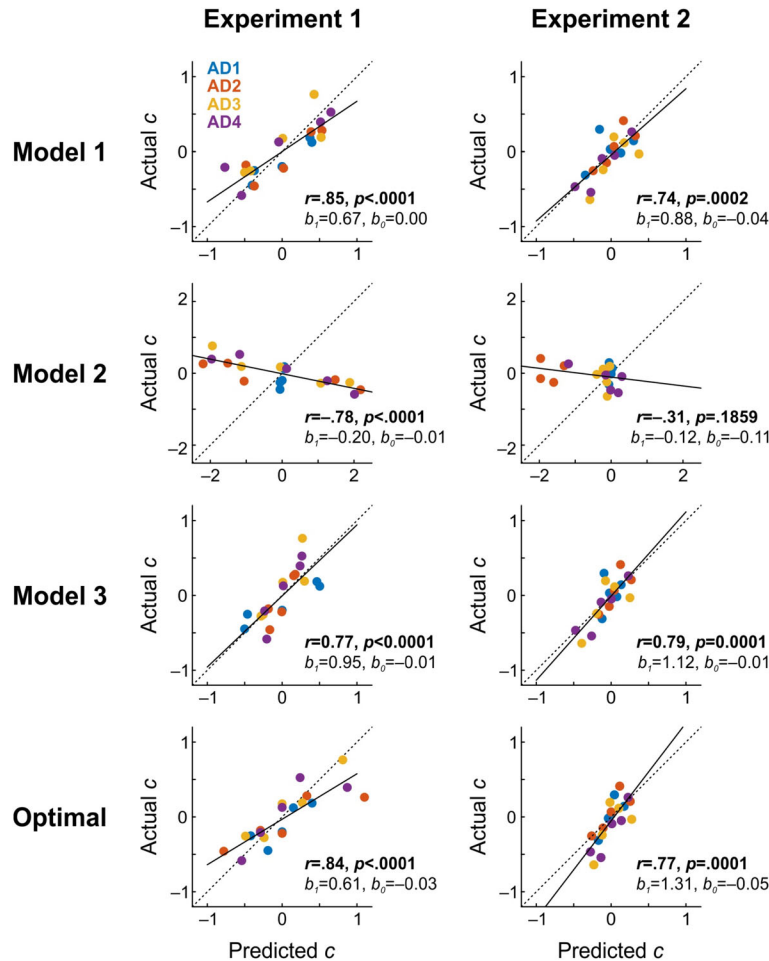 Experiment 1
Experiment 2
Model 1
Actual c
1
0
–1
AD1
AD2
AD3
AD4
r=.85, p<.0001
b1=0.67, b0=0.00
–1 0 1
Actual c
1
0
–1
r=.74, p=.0002
b1=0.88, b0=–0.04
–1 0 1
Model 2
Actual c
2
0
–2
r=–.78, p<.0001
b1=–0.20, b0=–0.01
–2 0 2
Actual c
2
0
–2
r=–.31, p=.1859
b1=–0.12, b0=–0.11
–2 0 2
Model 3
Actual c
1
0
–1
r=0.77, p<0.0001
b1=0.95, b0=–0.01
–1 0 1
Actual c
1
0
–1
r=0.79, p=0.0001
b1=1.12, b0=–0.01
–1 0 1
Optimal
Actual c
1
0
–1
r=.84, p<.0001
b1=0.61, b0=–0.03
–1 0 1
Predicted c
Actual c
1
0
–1
r=.77, p=.0001
b1=1.31, b0=–0.05
–1 0 1
Predicted c